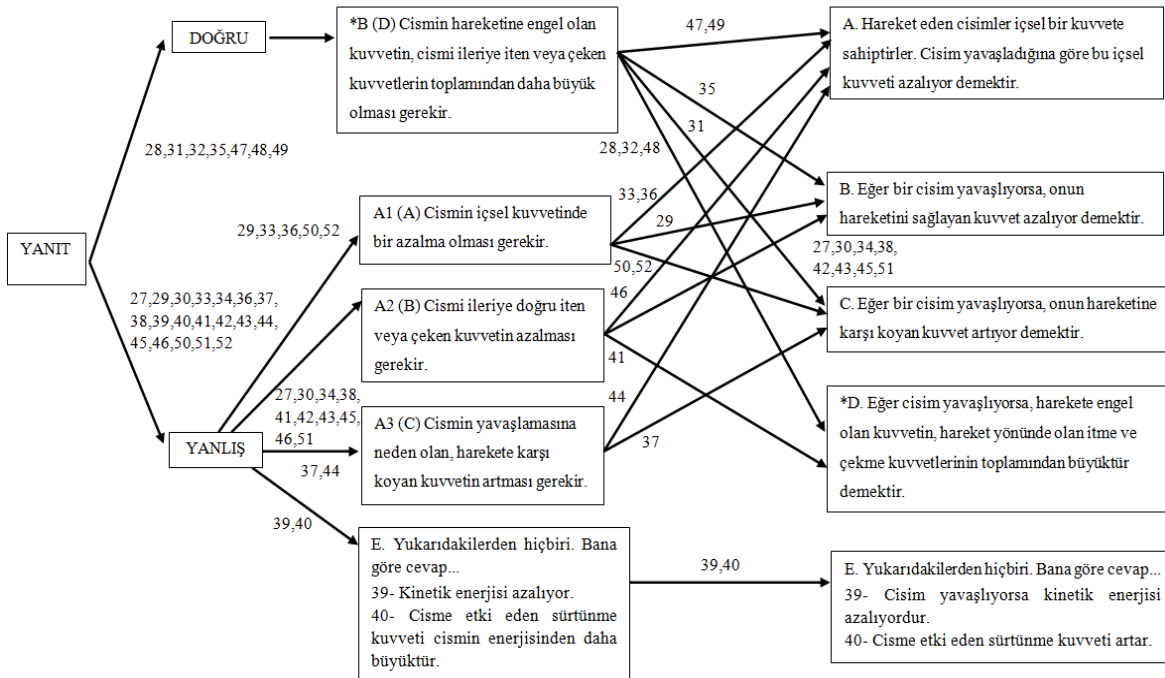 YANIT
DOĞRU
28,31,32,35,47,48,49
27,29,30,33,34,36,37,
38,39,40,41,42,43,44,
45,46,50,51,52
YANLIŞ
*B (D) Cismin hareketine engel olan
kuvvetin, cismi ileriye iten veya çeken
kuvvetlerin toplamından daha büyük
olması gerekir.
29,33,36,50,52
A1 (A) Cismin içsel kuvvetinde
bir azalma olması gerekir.
27,30,34,38,
41,42,43,45,
46,51
A2 (B) Cismi ileriye doğru iten
veya çeken kuvvetin azalması
gerekir.
37,44
A3 (C) Cismin yavaşlamasına
neden olan, harekete karşı
koyan kuvvetin artması gerekir.
39,40
E. Yukarıdakilerden hiçbiri. Bana
göre cevap...
39- Kinetik enerjisi azalıyor.
40- Cisme etki eden sürtünme
kuvveti cismin enerjisinden daha
büyüktür.
47,49
35
31
28,32,48
33,36
29
50,52
27,30,34,38,
42,43,45,51
46
41
44
37
39,40
A. Hareket eden cisimler içsel bir kuvvete
sahiptirler. Cisim yavaşladığına göre bu içsel
kuvveti azalıyor demektir.
B. Eğer bir cisim yavaşlıyorsa, onun
hareketini sağlayan kuvvet azalıyor demektir.
C. Eğer bir cisim yavaşlıyorsa, onun hareketine
karşı koyan kuvvet artıyor demektir.
*D. Eğer cisim yavaşlıyorsa, harekete engel
olan kuvvetin, hareket yönünde olan itme ve
çekme kuvvetlerinin toplamından büyüktür
demektir.
E. Yukarıdakilerden hiçbiri. Bana göre cevap...
39- Cisim yavaşlıyorsa kinetik enerjisi
azalıyordur.
40- Cisme etki eden sürtünme kuvveti artar.